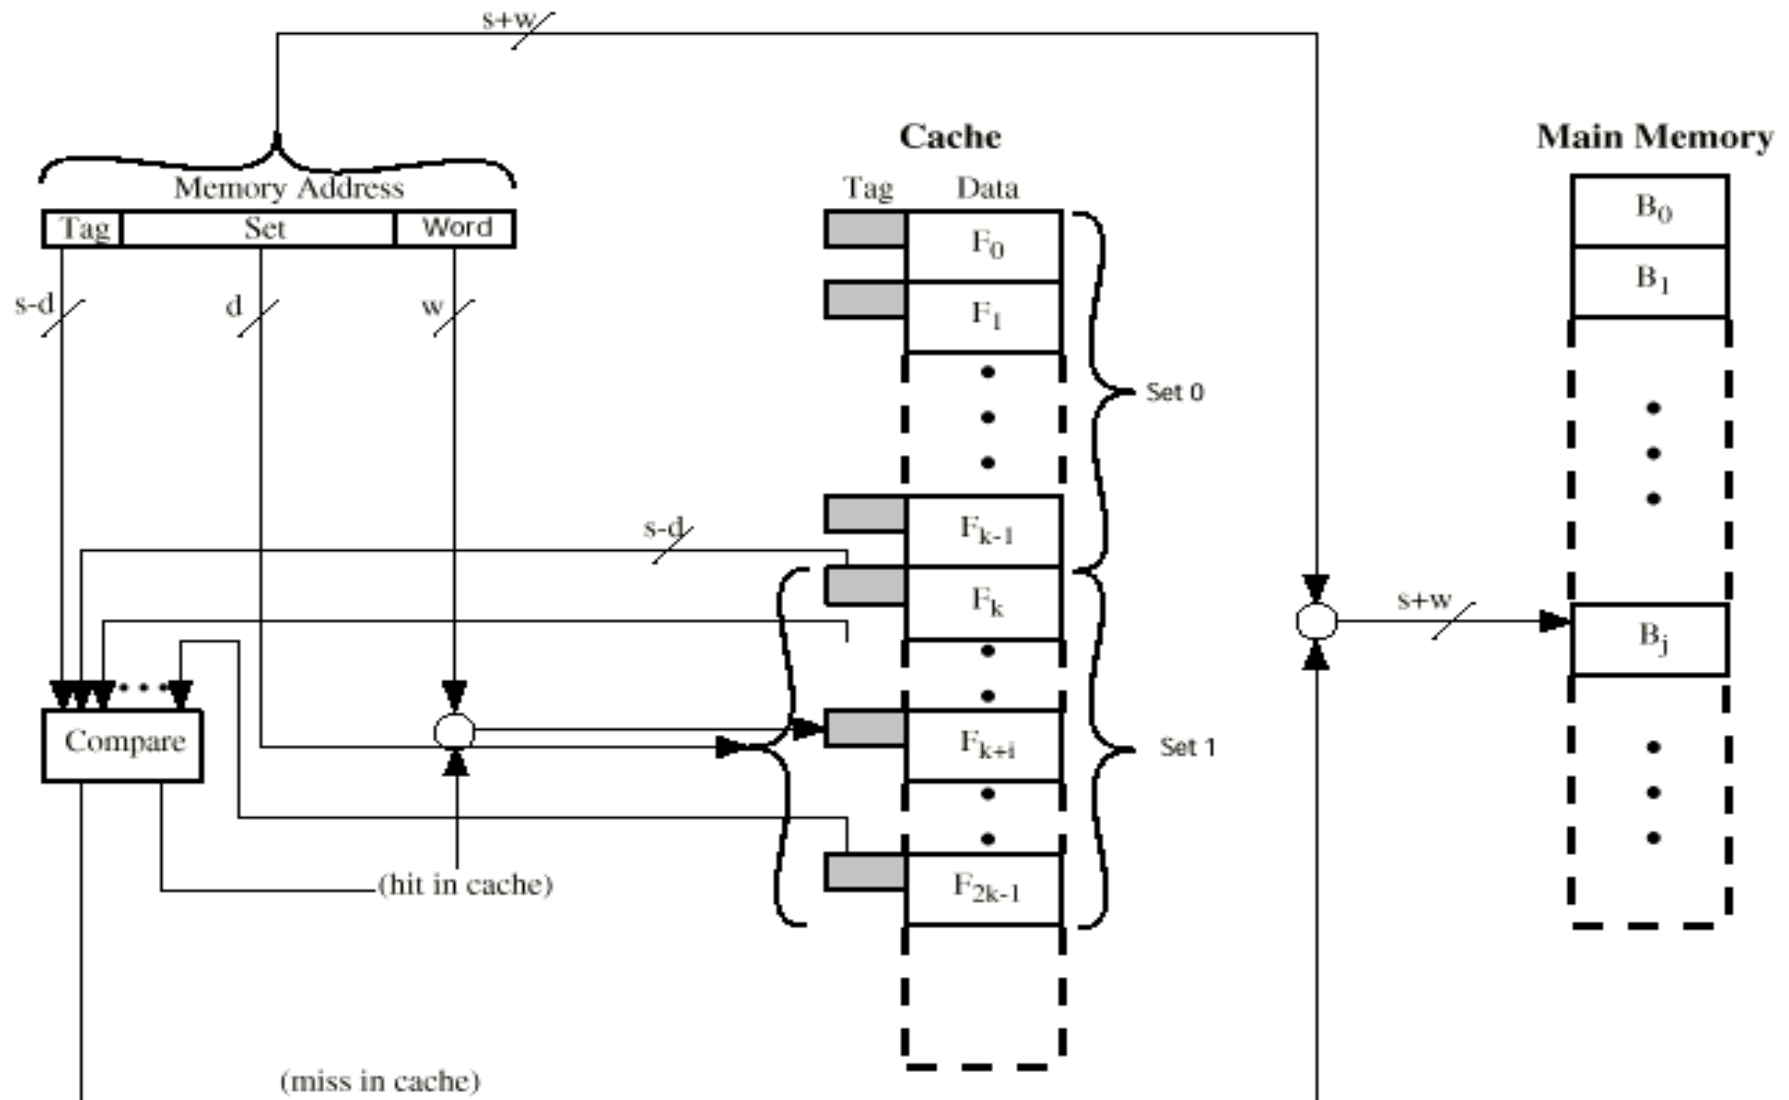 s+w
Cache
Main Memory
Memory Address
Tag Data
Tag Set Word
F0
B0
B1
s-d d w
F1
Set 0
s-d
Fk-1
Fk
s+w
Bj
Compare
Fk+i
Set 1
(hit in cache)
F2k-1
(miss in cache)